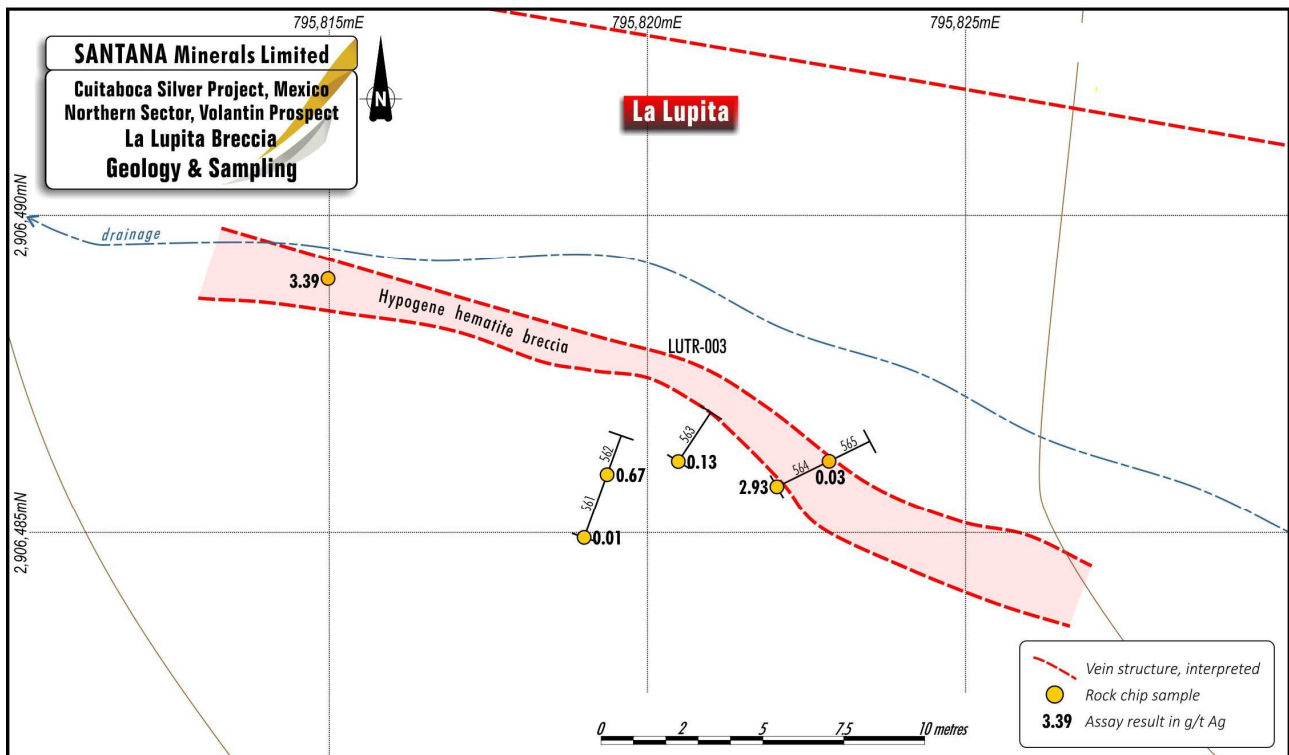 795,815mE
795,820mE
795,825mE
SANTANA Minerals Limited
Cuitaboca Silver Project, Mexico
Northern Sector, Volantin Prospect
La Lupita Breccia
Geology & Sampling
N
La Lupita
2,906,490mN
drainage
3.39
Hypogene hematite breccia
LUTR-003
562
563
565
564
0.67
0.13
0.03
2.93
561
0.01
2,906,485mN
Vein structure, interpreted
Rock chip sample
3.39 Assay result in g/t Ag
0 2 5 7.5 10 metres